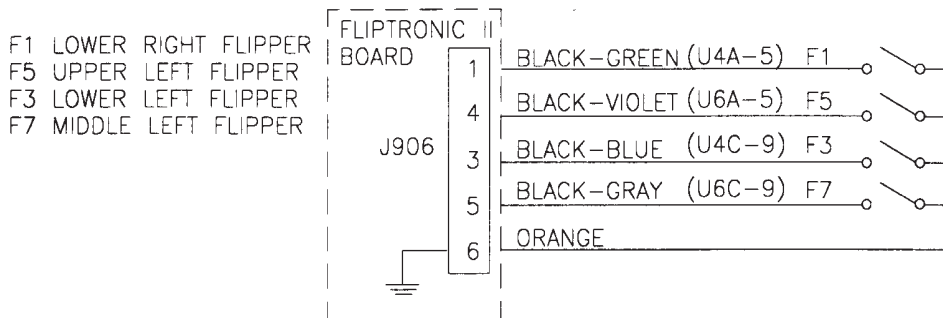 F1 LOWER RIGHT FLIPPER
F5 UPPER LEFT FLIPPER
F3 LOWER LEFT FLIPPER
F7 MIDDLE LEFT FLIPPER
FLIPTRONIC II
BOARD
J906
1 BLACK-GREEN (U4A-5) F1
4 BLACK-VIOLET (U6A-5) F5
3 BLACK-BLUE (U4C-9) F3
5 BLACK-GRAY (U6C-9) F7
6 ORANGE